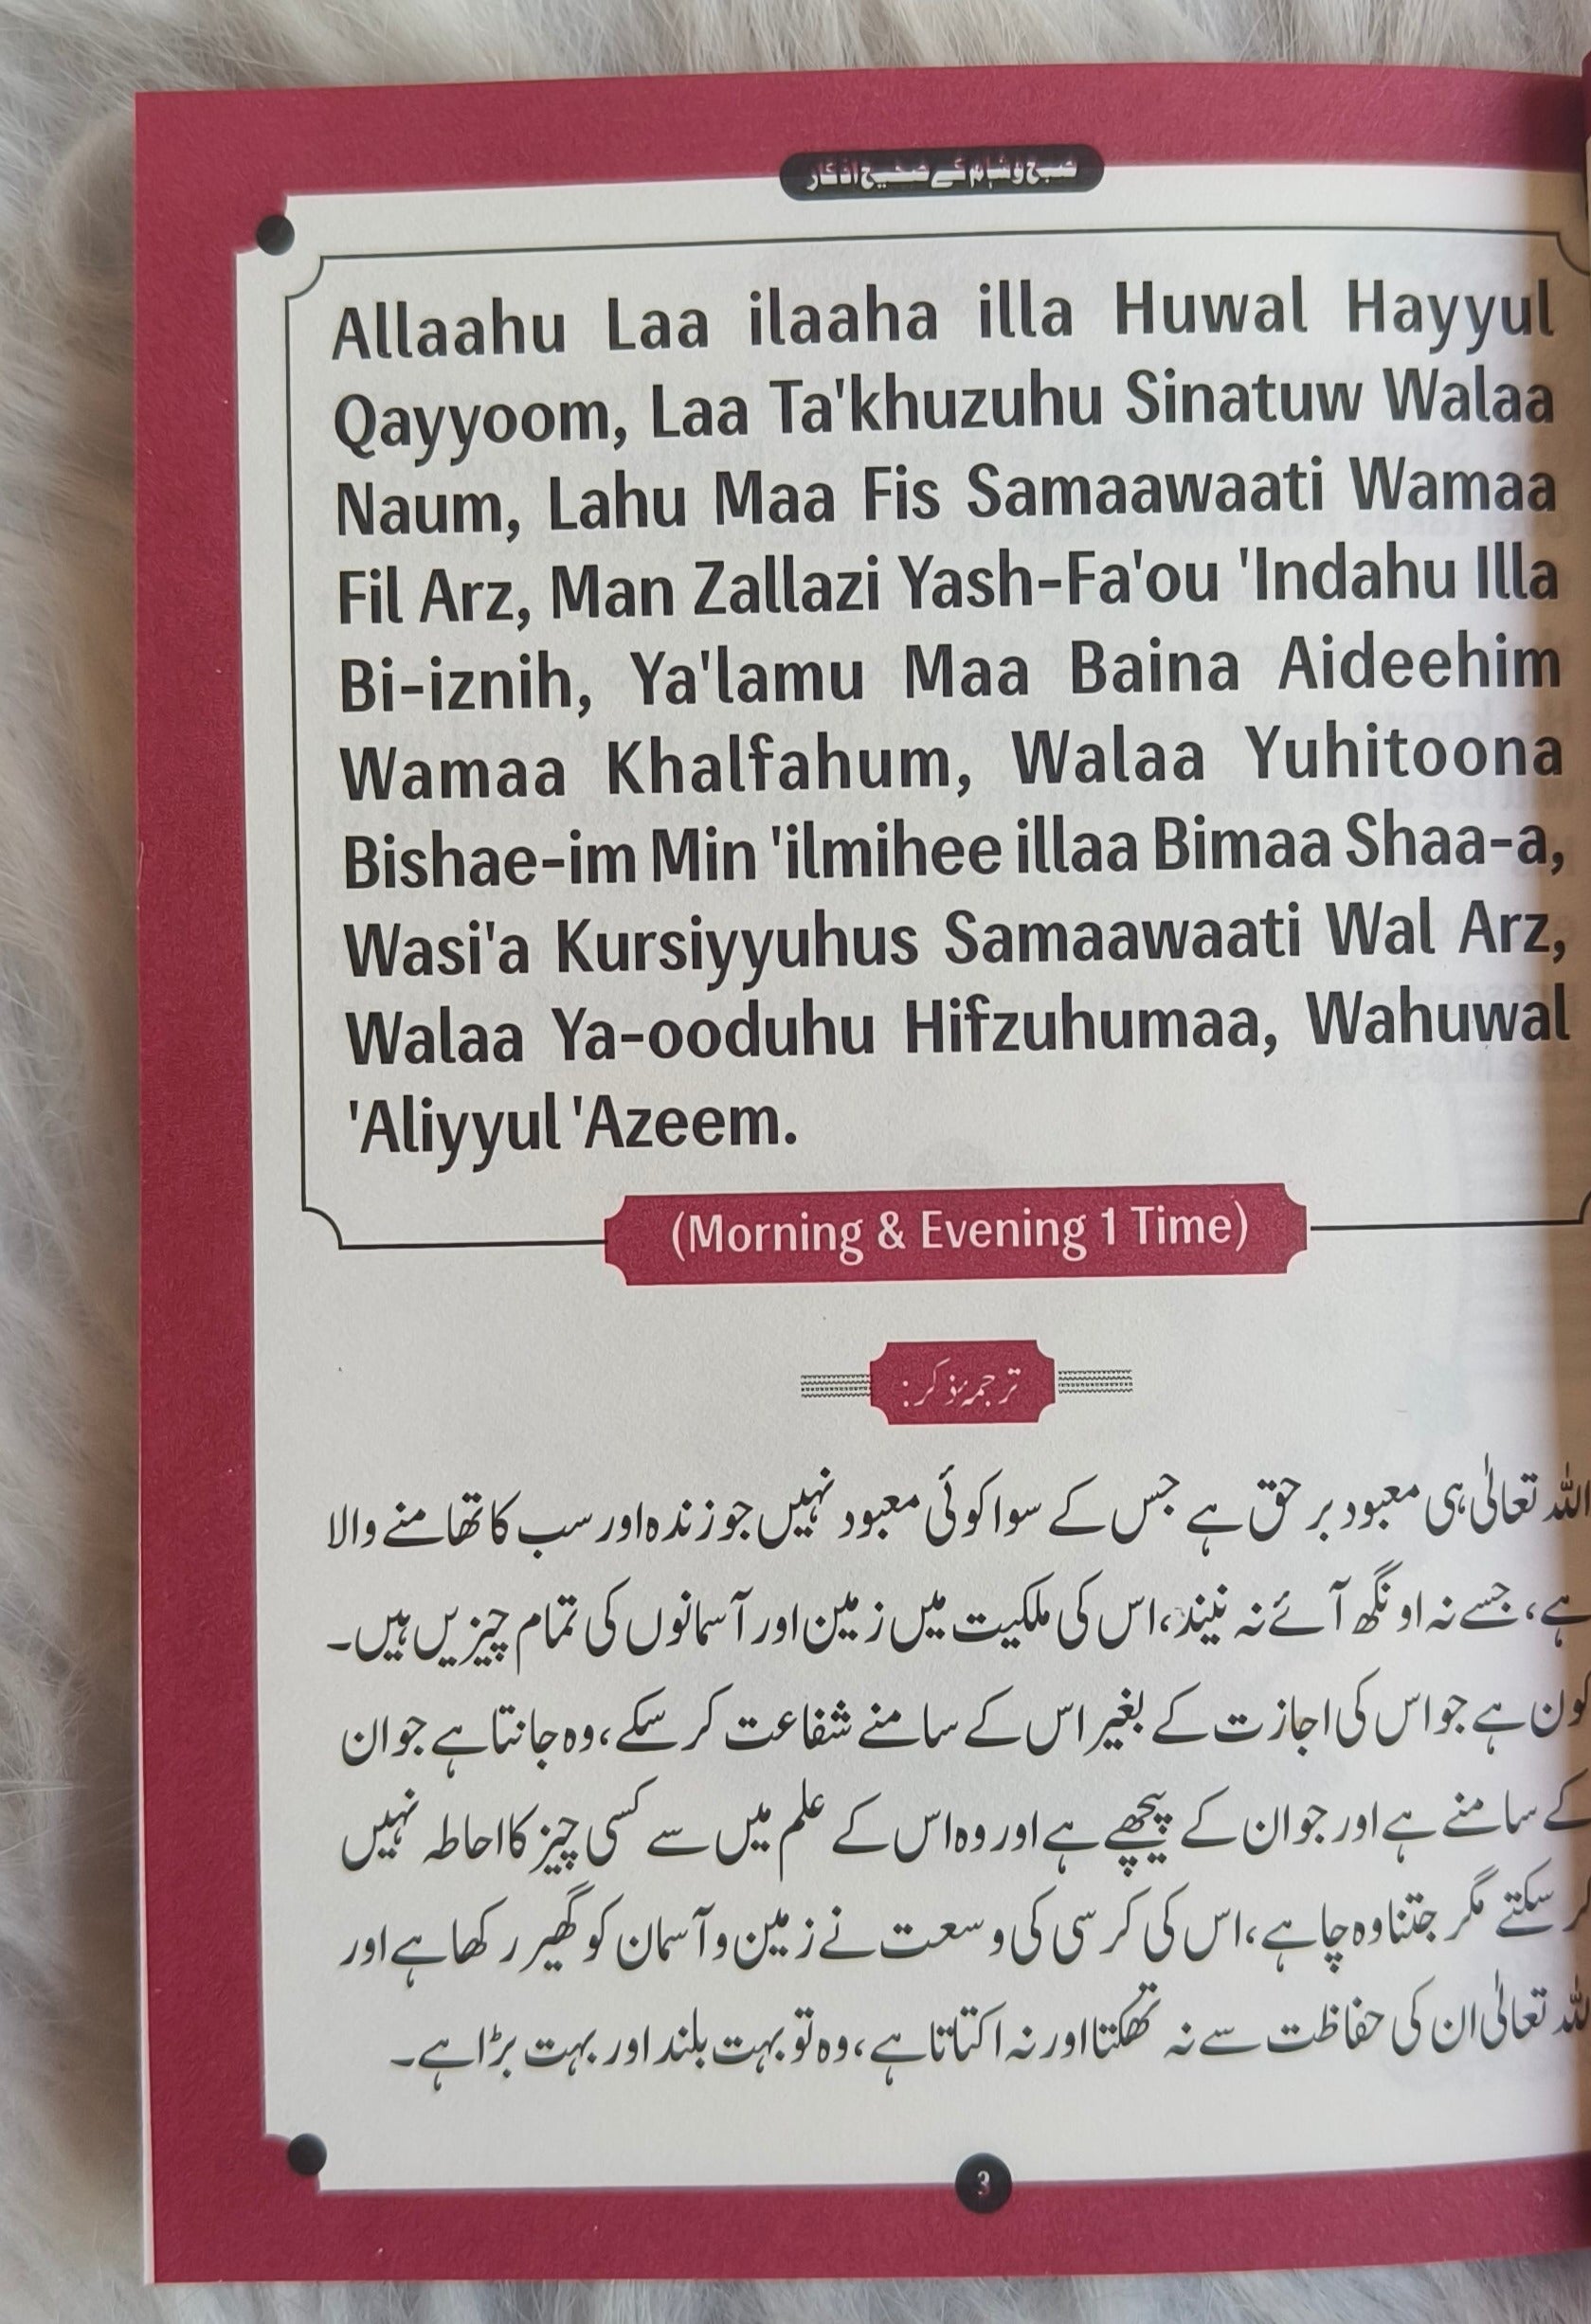 صبح و شام کے صحیح اذکار
Allaahu Laa ilaaha illa Huwal Hayyul
Qayyoom, Laa Ta'khuzuhu Sinatuw Walaa
Naum, Lahu Maa Fis Samaawaati Wamaa
Fil Arz, Man Zallazi Yash-Fa'ou 'Indahu Illa
Bi-iznih, Ya'lamu Maa Baina Aideehim
Wamaa Khalfahum, Walaa Yuhitoona
Bishae-im Min 'ilmihee illaa Bimaa Shaa-a,
Wasi'a Kursiyyuhus Samaawaati Wal Arz,
Walaa Ya-ooduhu Hifzuhumaa, Wahuwal
'Aliyyul 'Azeem.
(Morning & Evening 1 Time)
ترجمۂ ذکر:
اللہ تعالیٰ ہی معبود برحق ہے جس کے سوا کوئی معبود نہیں جو زندہ اور سب کا تھامنے والا
ہے، جسے نہ اونگھ آئے نہ نیند، اس کی ملکیت میں زمین اور آسمانوں کی تمام چیزیں ہیں۔
کون ہے جو اس کی اجازت کے بغیر اس کے سامنے شفاعت کر سکے، وہ جانتا ہے جو ان
کے سامنے ہے اور جو ان کے پیچھے ہے اور وہ اس کے علم میں سے کسی چیز کا احاطہ نہیں
کر سکتے مگر جتنا وہ چاہے، اس کی کرسی کی وسعت نے زمین و آسمان کو گھیر رکھا ہے اور
اللہ تعالیٰ ان کی حفاظت سے نہ تھکتا اور نہ اکتاتا ہے، وہ تو بہت بلند اور بہت بڑا ہے۔
3